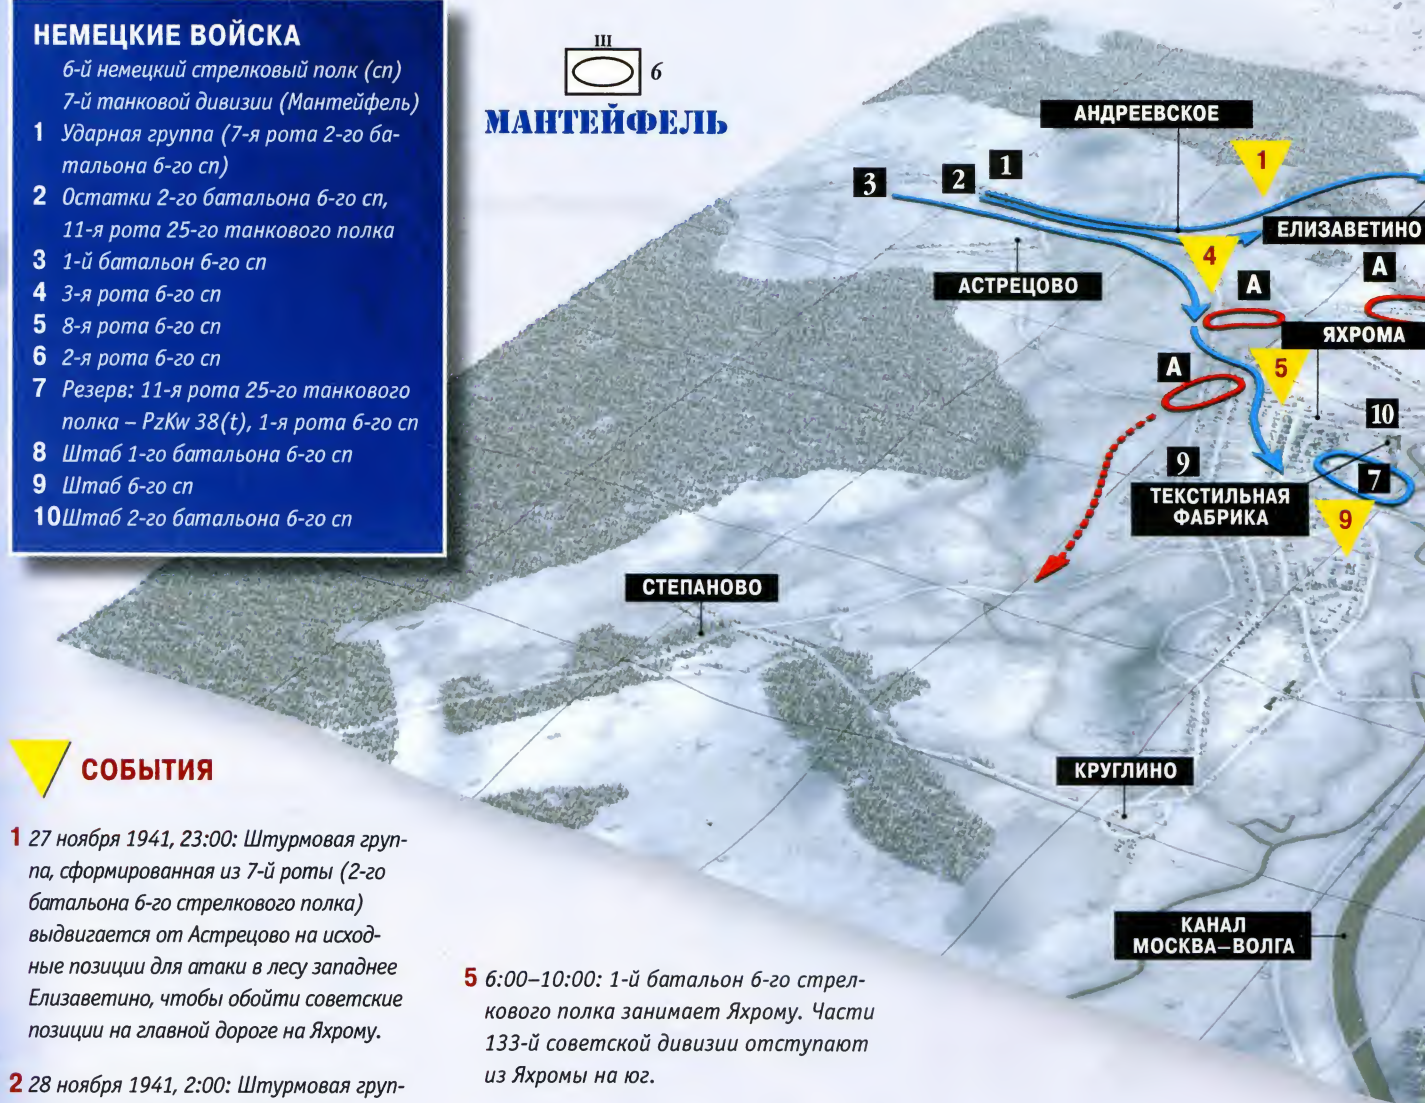 НЕМЕЦКИЕ ВОЙСКА
6-й немецкий стрелковый полк (сп)
7-й танковой дивизии (Мантейфель)
1 Ударная группа (7-я рота 2-го ба-
тальона 6-го сп)
2 Остатки 2-го батальона 6-го сп,
11-я рота 25-го танкового полка
3 1-й батальон 6-го сп
4 3-я рота 6-го сп
5 8-я рота 6-го сп
6 2-я рота 6-го сп
7 Резерв: 11-я рота 25-го танкового
полка – PzKw 38(t), 1-я рота 6-го сп
8 Штаб 1-го батальона 6-го сп
9 Штаб 6-го сп
10 Штаб 2-го батальона 6-го сп
III
6
МАНТЕЙФЕЛЬ
АНДРЕЕВСКОЕ
1
1
2
3
ЕЛИЗАВЕТИНО
4
А
А
АСТРЕЦОВО
ЯХРОМА
А
5
10
9
7
ТЕКСТИЛЬНАЯ
ФАБРИКА
9
СТЕПАНОВО
КРУГЛИНО
КАНАЛ
МОСКВА–ВОЛГА
СОБЫТИЯ
1 27 ноября 1941, 23:00: Штурмовая груп-
па, сформированная из 7-й роты (2-го
батальона 6-го стрелкового полка)
выдвигается от Астрецово на исход-
ные позиции для атаки в лесу западнее
Елизаветино, чтобы обойти советские
позиции на главной дороге на Яхрому.
2 28 ноября 1941, 2:00: Штурмовая груп-
5 6:00–10:00: 1-й батальон 6-го стрел-
кового полка занимает Яхрому. Части
133-й советской дивизии отступают
из Яхромы на юг.